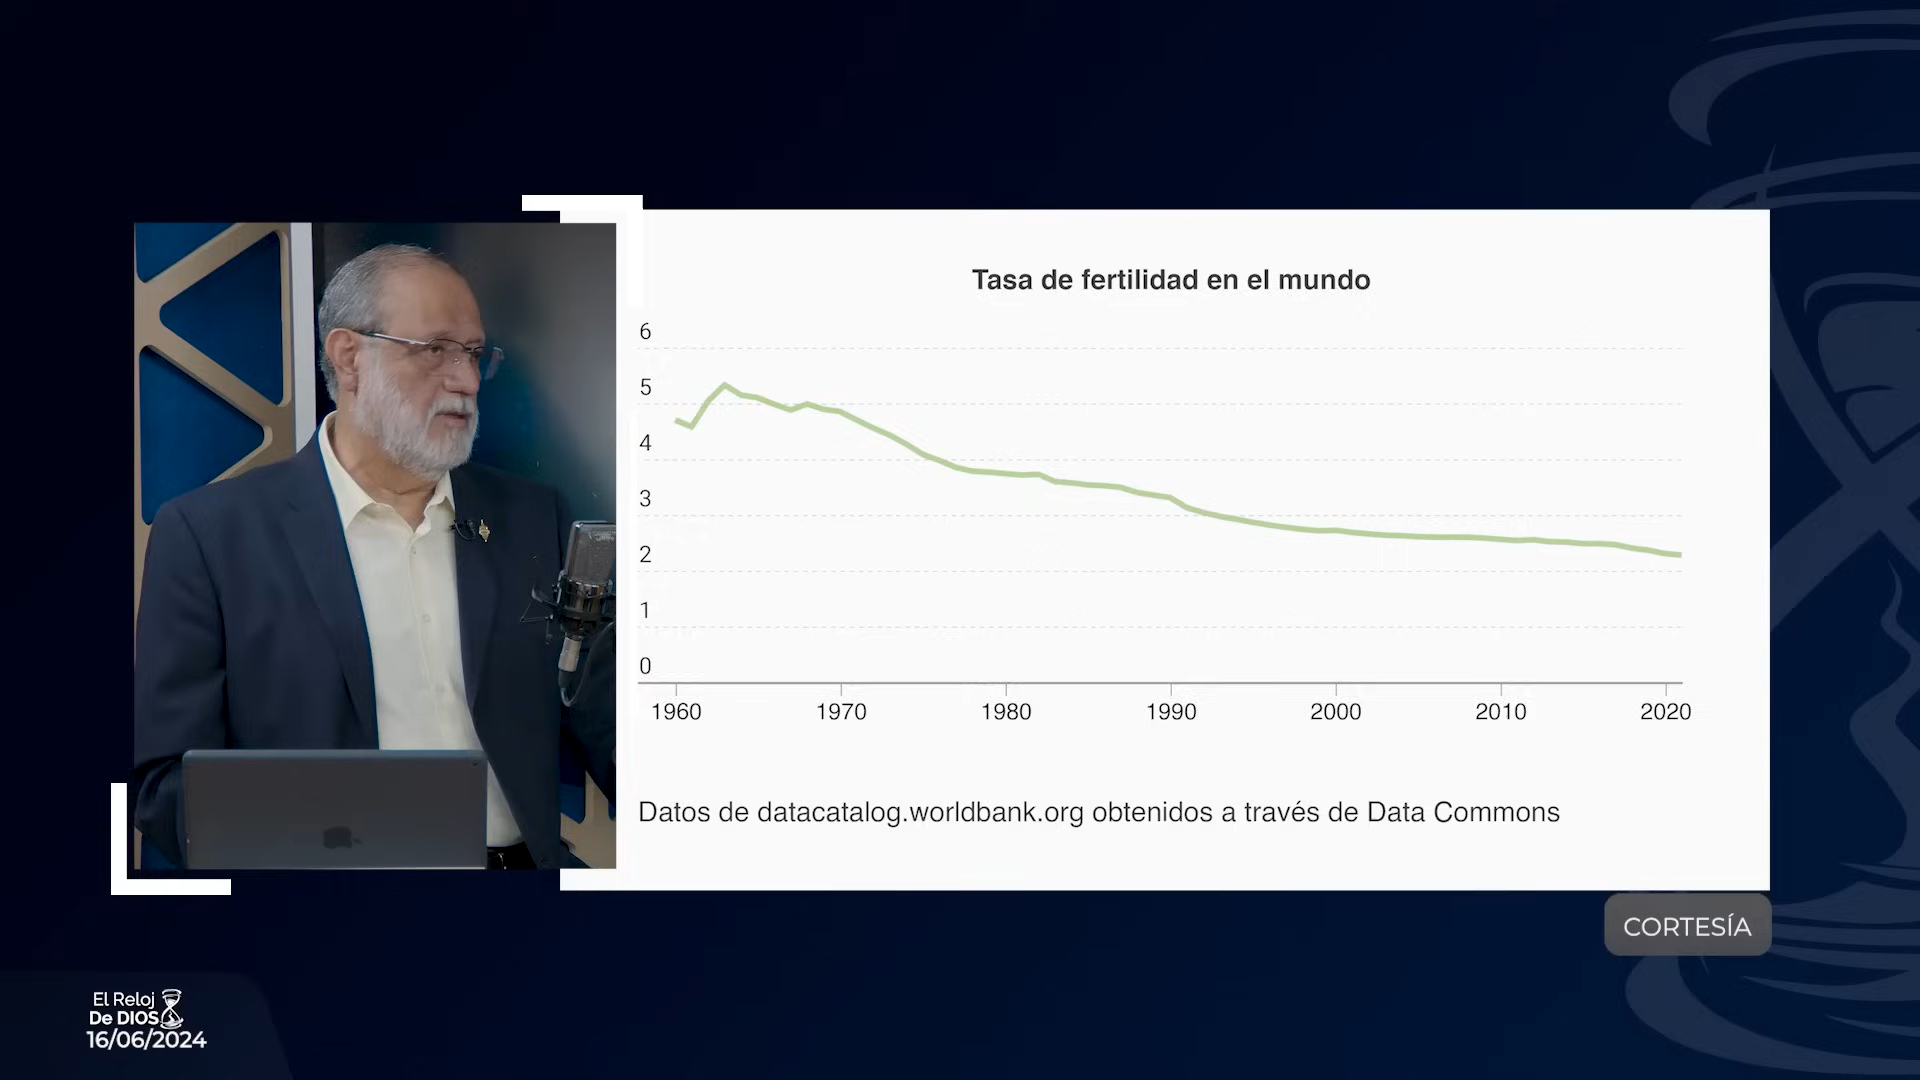 Tasa de fertilidad en el mundo
6
5
4
3
2
1
0
1960 1970 1980 1990 2000 2010 2020
Datos de datacatalog.worldbank.org obtenidos a través de Data Commons
CORTESÍA
El Reloj
De DIOS
16/06/2024